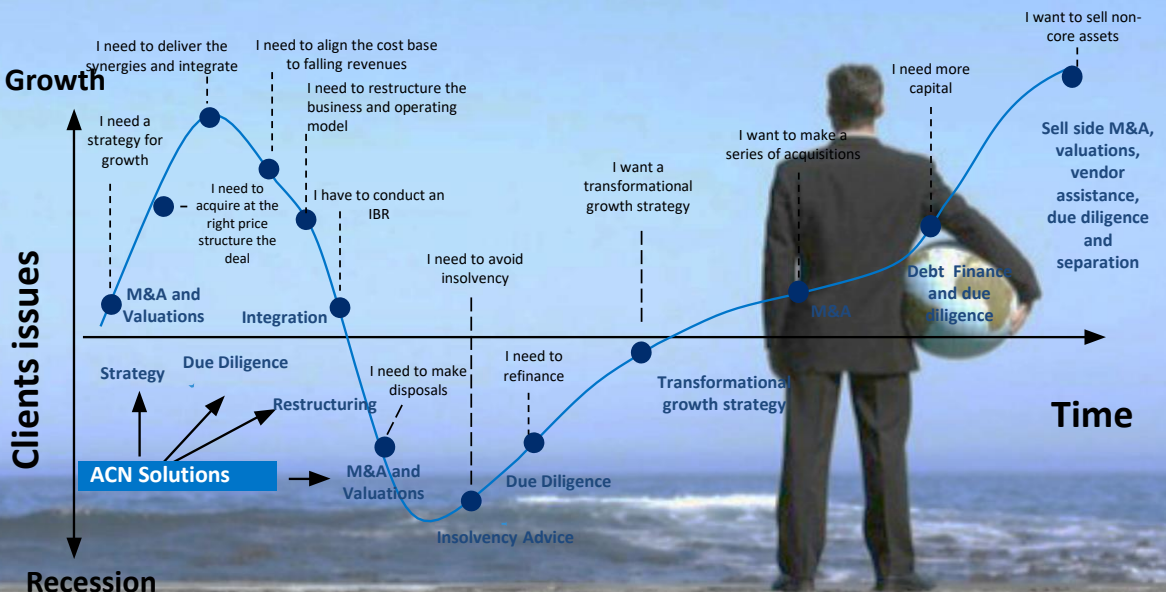 I want to sell non-
core assets
I need to deliver the
synergies and integrate
I need to align the cost base
to falling revenues
Growth
I need more
capital
I need to restructure the
business and operating
model
I need a
strategy for
growth
I want to make a
series of acquisitions
Sell side M&A,
valuations,
vendor
assistance,
due diligence
and
separation
I want a
transformational
growth strategy
I need to
acquire at the
right price
structure the
deal
I have to conduct an
IBR
I need to avoid
insolvency
Clients issues
M&A and
Valuations
Integration
Debt Finance
and due
diligence
M&A
Strategy
Due Diligence
I need to make
disposals
I need to
refinance
Restructuring
Transformational
growth strategy
Time
ACN Solutions
M&A and
Valuations
Due Diligence
Insolvency Advice
Recession